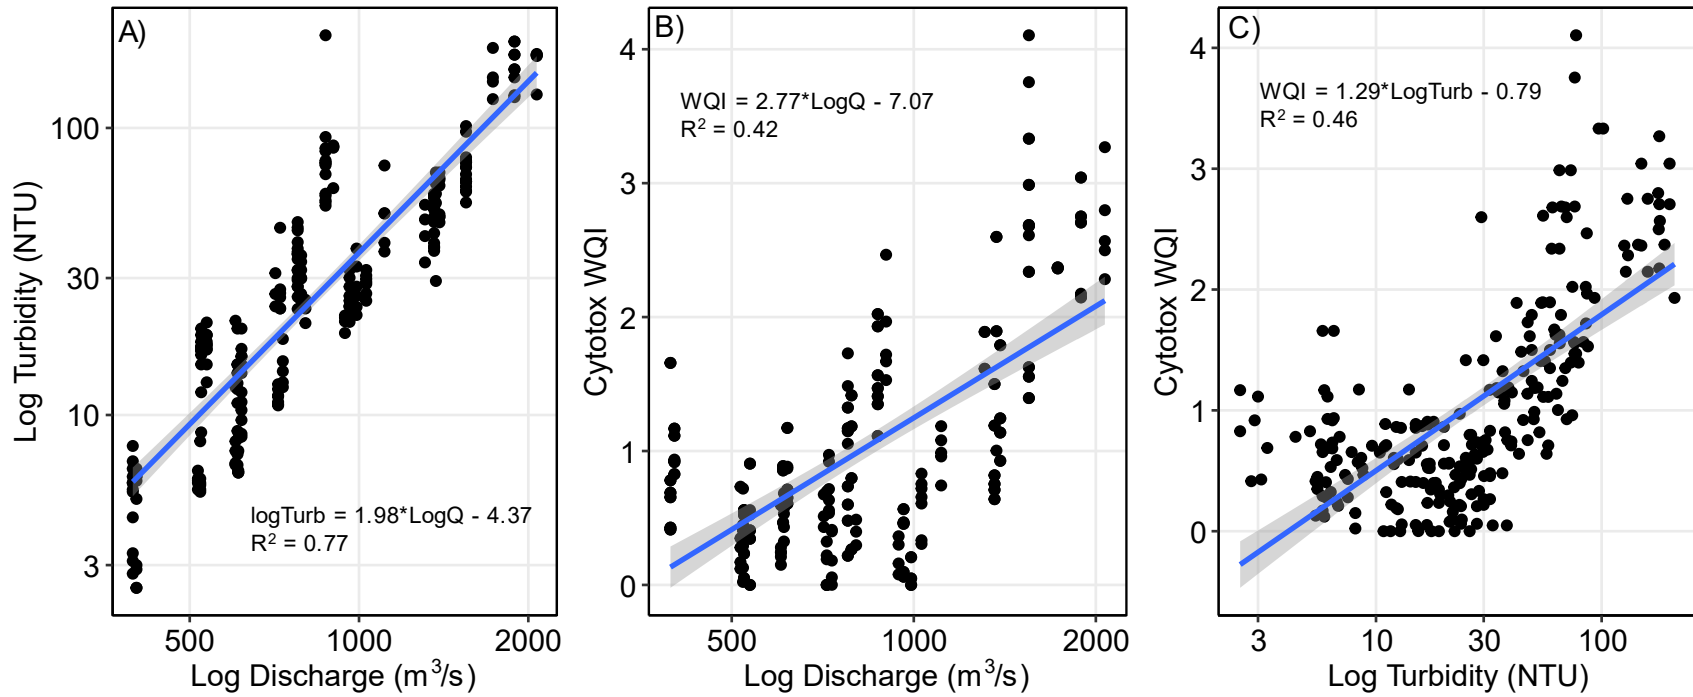 A)
100
30
10
3
Log Turbidity (NTU)
logTurb = 1.98*LogQ - 4.37
R² = 0.77
500 1000 2000
Log Discharge (m³/s)
B)
4
3
2
1
0
Cytotox WQI
WQI = 2.77*LogQ - 7.07
R² = 0.42
500 1000 2000
Log Discharge (m³/s)
C)
4
3
2
1
0
Cytotox WQI
WQI = 1.29*LogTurb - 0.79
R² = 0.46
3 10 30 100
Log Turbidity (NTU)